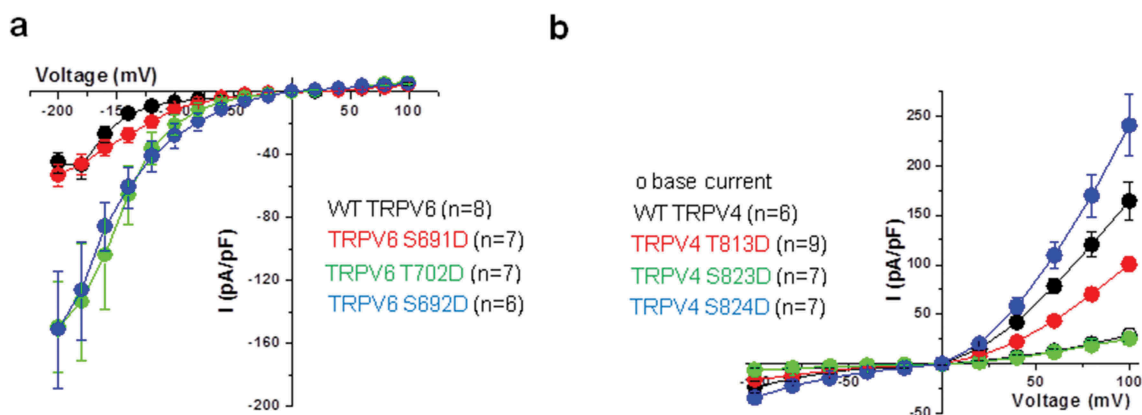 a
Voltage (mV)
-200 -150 50 100
-40
-80
-120
-160
-200
I (pA/pF)
WT TRPV6 (n=8)
TRPV6 S691D (n=7)
TRPV6 T702D (n=7)
TRPV6 S692D (n=6)
b
o base current
WT TRPV4 (n=6)
TRPV4 T813D (n=9)
TRPV4 S823D (n=7)
TRPV4 S824D (n=7)
I (pA/pF)
250
200
150
100
50
-50 50 100
Voltage (mV)
-50